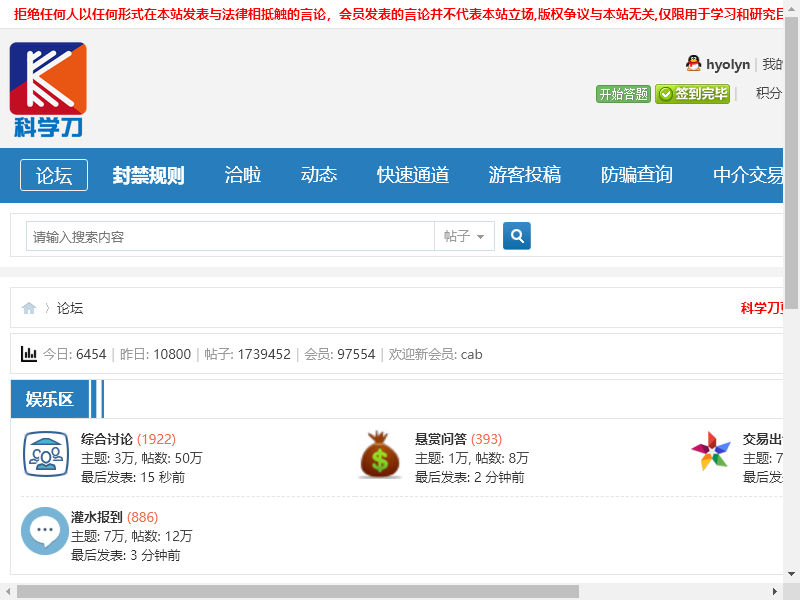 拒绝任何人以任何形式在本站发表与法律相抵触的言论，会员发表的言论并不代表本站立场,版权争议与本站无关,仅限用于学习和研究目
hyolyn | 我的
开始答题 签到完毕 | 积分
科学刀
论坛 封禁规则 洽啦 动态 快速通道 游客投稿 防骗查询 中介交易
请输入搜索内容 帖子
论坛 科学刀
今日: 6454 | 昨日: 10800 | 帖子: 1739452 | 会员: 97554 | 欢迎新会员: cab
娱乐区
综合讨论 (1922) 悬赏问答 (393) 交易出
主题: 3万, 帖数: 50万 主题: 1万, 帖数: 8万 主题: 7
最后发表: 15 秒前 最后发表: 2 分钟前 最后发
灌水报到 (886)
主题: 7万, 帖数: 12万
最后发表: 3 分钟前